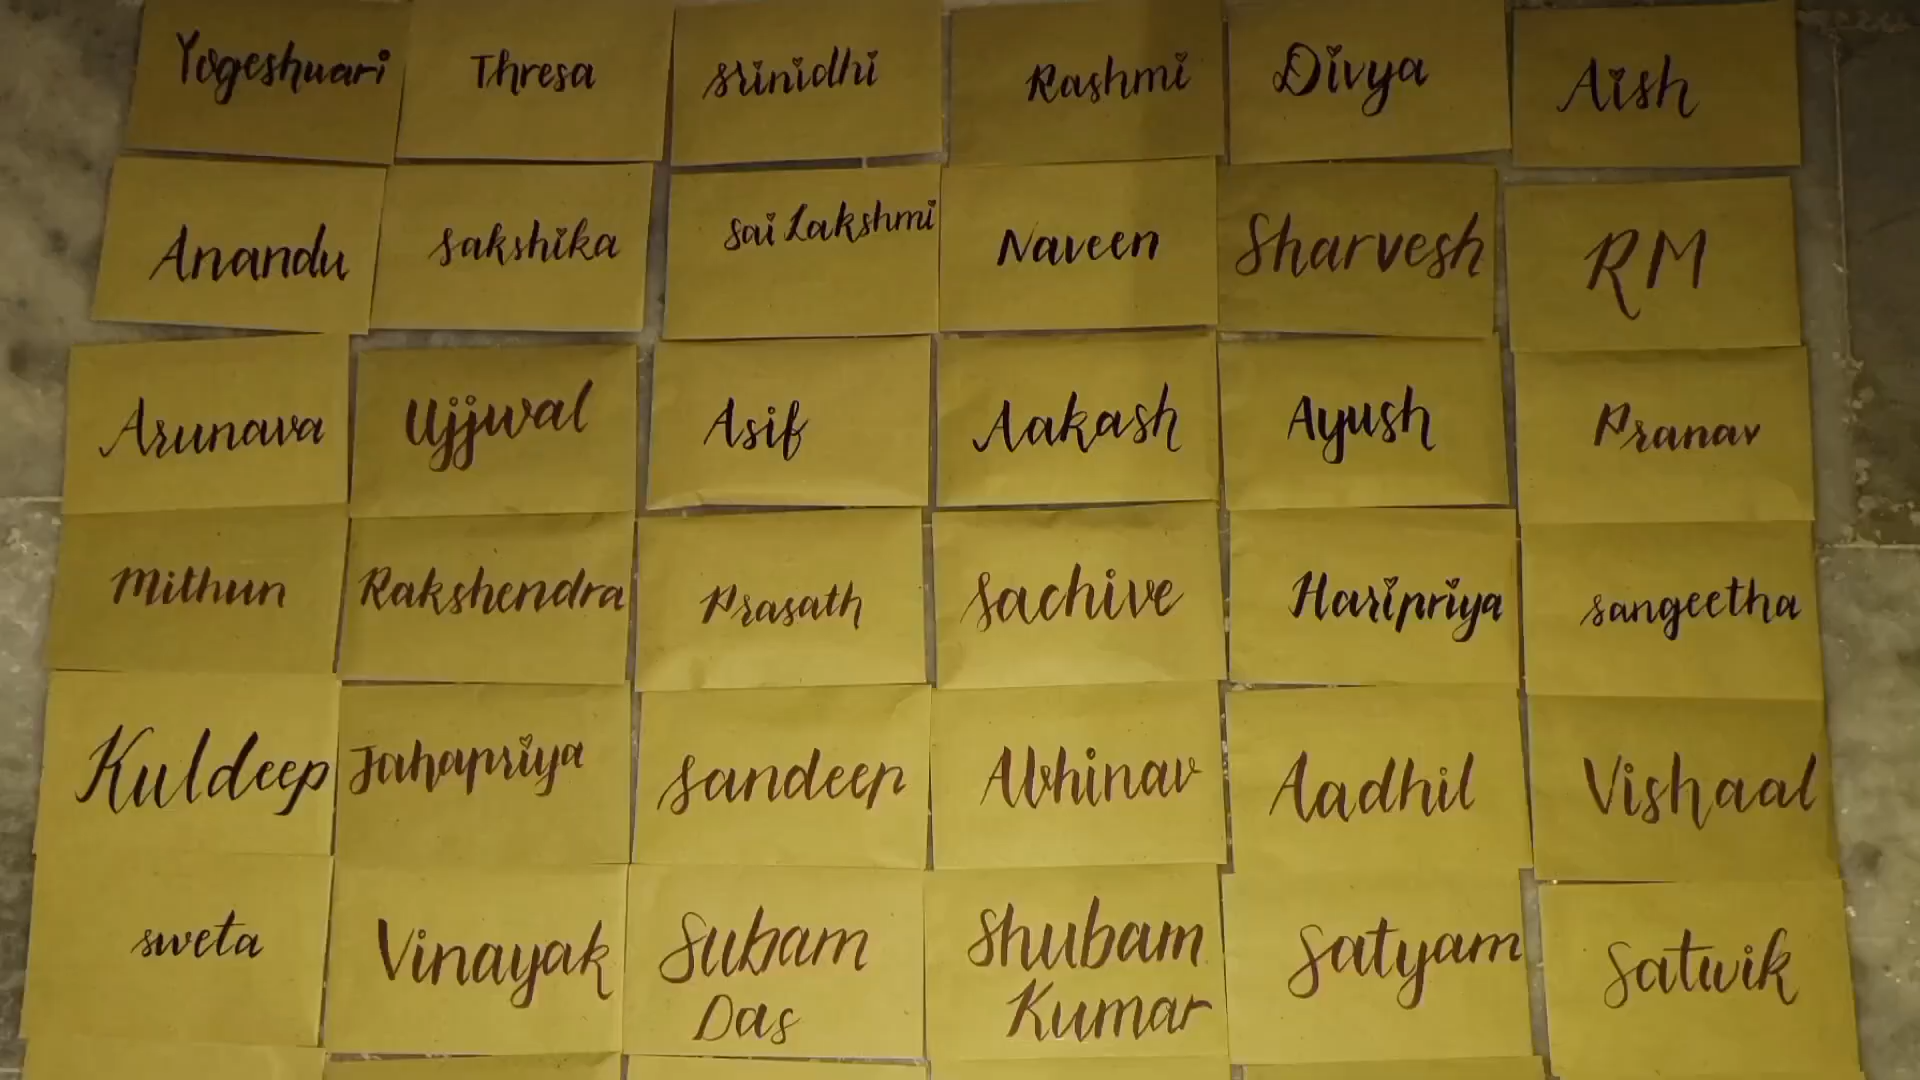 Yogeshwari
Thresa
Srinidhi
Rashmi
Divya
Aish
Anandu
Sakshika
Sai Lakshmi
Naveen
Sharvesh
RM
Arunava
Ujjwal
Asif
Aakash
Ayush
Pranav
Mithun
Rakshendra
Prasath
Sachive
Haripriya
Sangeetha
Kuldeep
Jahapriya
Sandeep
Abhinav
Aadhil
Vishaal
Sweta
Vinayak
Subam
Das
Shubam
Kumar
Satyam
Satwik